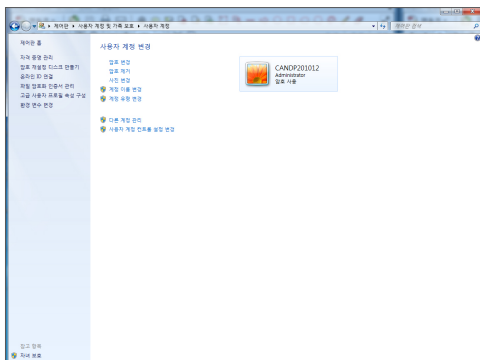 제어판 ▸ 사용자 계정 및 가족 보호 ▸ 사용자 계정
제어판 검색
제어판 홈
자격 증명 관리
암호 재설정 디스크 만들기
온라인 ID 연결
파일 암호화 인증서 관리
고급 사용자 프로필 속성 구성
환경 변수 변경
사용자 계정 변경
암호 변경
암호 제거
사진 변경
계정 이름 변경
계정 유형 변경
다른 계정 관리
사용자 계정 컨트롤 설정 변경
CANDP201012
Administrator
암호 사용
참고 항목
자녀 보호